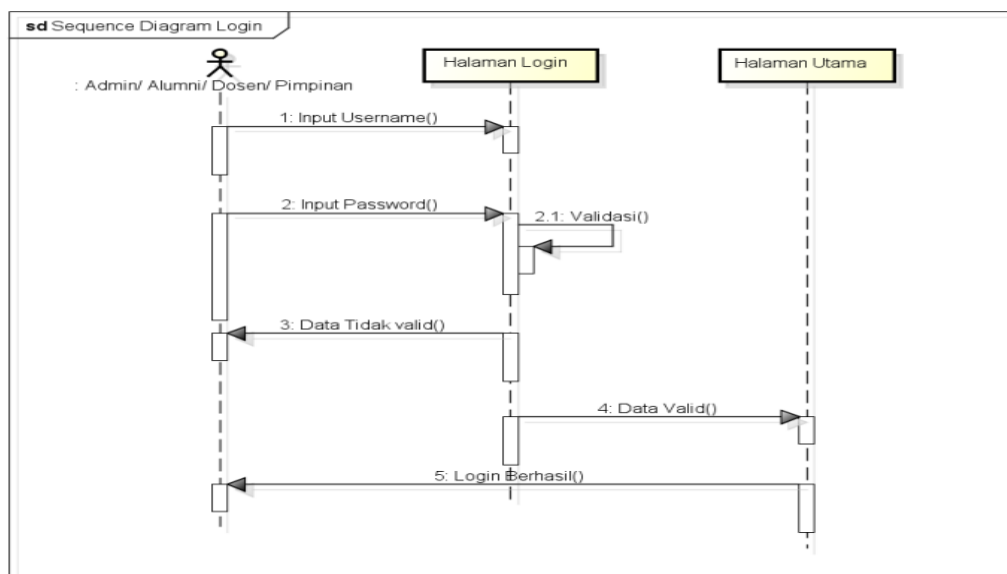 sd Sequence Diagram Login
Halaman Login
Halaman Utama
: Admin/ Alumni/ Dosen/ Pimpinan
1: Input Username()
2: Input Password()
2.1: Validasi()
3: Data Tidak valid()
4: Data Valid()
5: Login Berhasil()